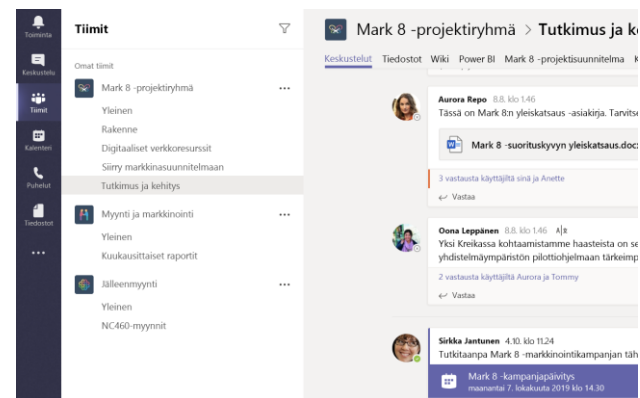 Toiminta
Keskustelu
Tiimit
Kalenteri
Puhelut
Tiedostot
Tiimit
Omat tiimit
Mark 8 -projektiryhmä
Yleinen
Rakenne
Digitaaliset verkkoresurssit
Siirry markkinasuunnitelmaan
Tutkimus ja kehitys
Myynti ja markkinointi
Yleinen
Kuukausittaiset raportit
Jälleenmyynti
Yleinen
NC460-myynnit
Mark 8 -projektiryhmä > Tutkimus ja k
Keskustelut Tiedostot Wiki Power BI Mark 8 -projektisuunnitelma K
Aurora Repo 8.8. klo 1.46
Tässä on Mark 8:n yleiskatsaus -asiakirja. Tarvits
Mark 8 -suorituskyvyn yleiskatsaus.doc
3 vastausta käyttäjiltä sinä ja Anette
Vastaa
Oona Leppänen 8.8. klo 1.46
Yksi Kreikassa kohtaamistamme haasteista on se
yhdistelmäympäristön pilottiohjelmaan tärkeimp
2 vastausta käyttäjiltä Aurora ja Tommy
Vastaa
Sirkka Jantunen 4.10. klo 11.24
Tutkitaanpa Mark 8 -markkinointikampanjan täh
Mark 8 -kampanjapäivitys
maanantai 7. lokakuuta 2019 klo 14.30